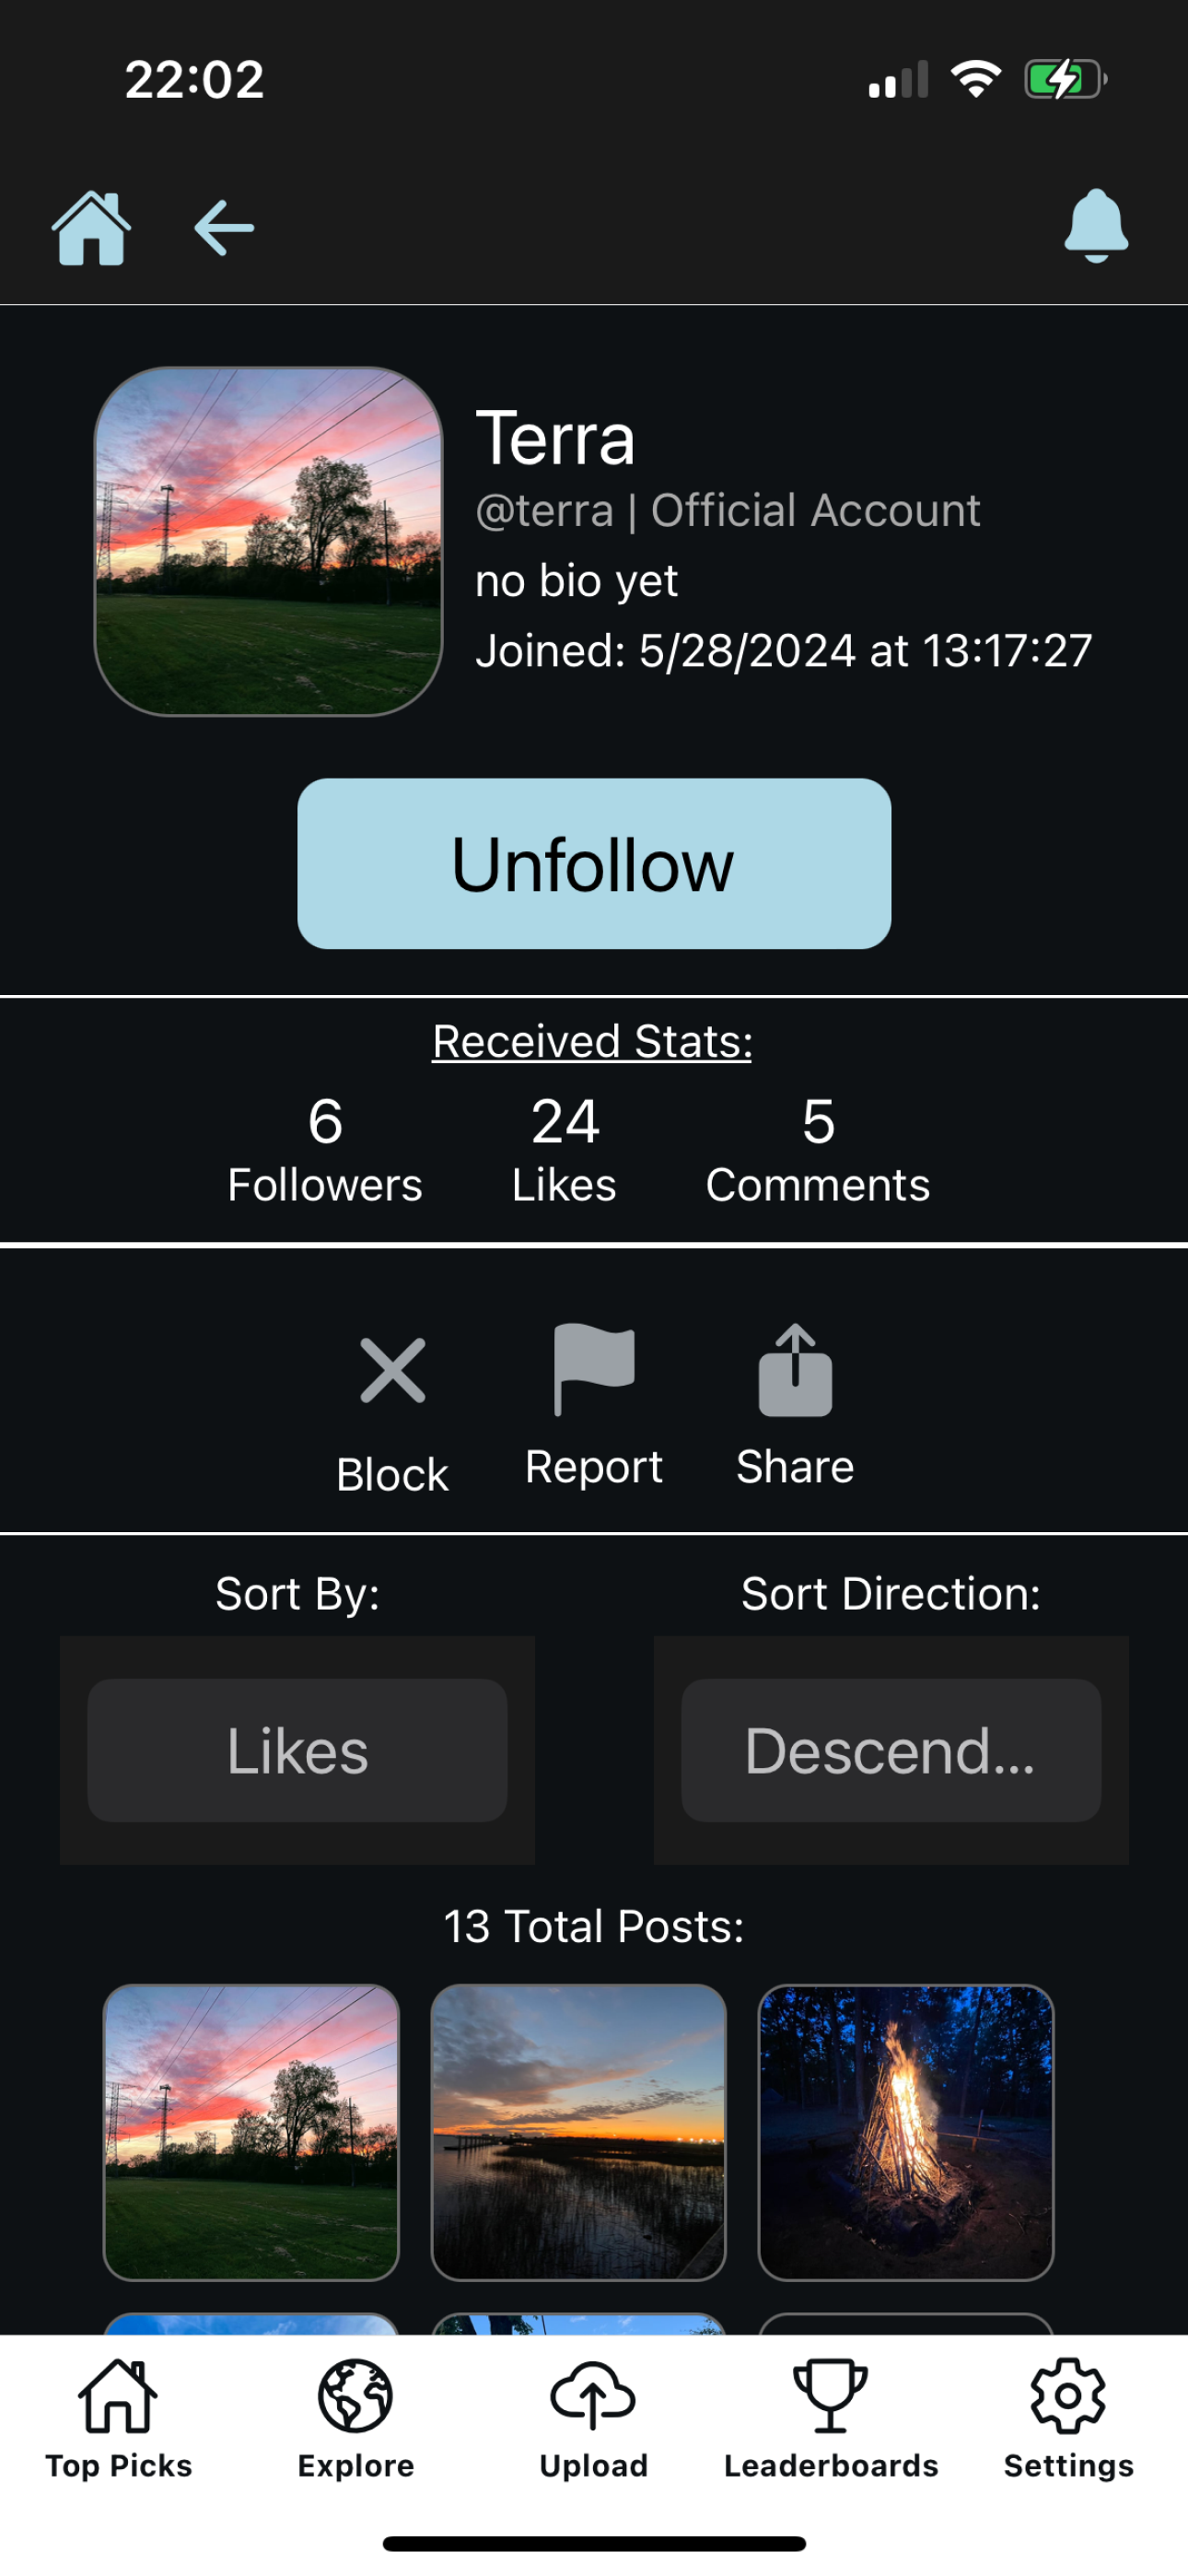 22:02
Terra
@terra | Official Account
no bio yet
Joined: 5/28/2024 at 13:17:27
Unfollow
Received Stats:
6 24 5
Followers Likes Comments
Block Report Share
Sort By: Sort Direction:
Likes Descend...
13 Total Posts:
Top Picks Explore Upload Leaderboards Settings